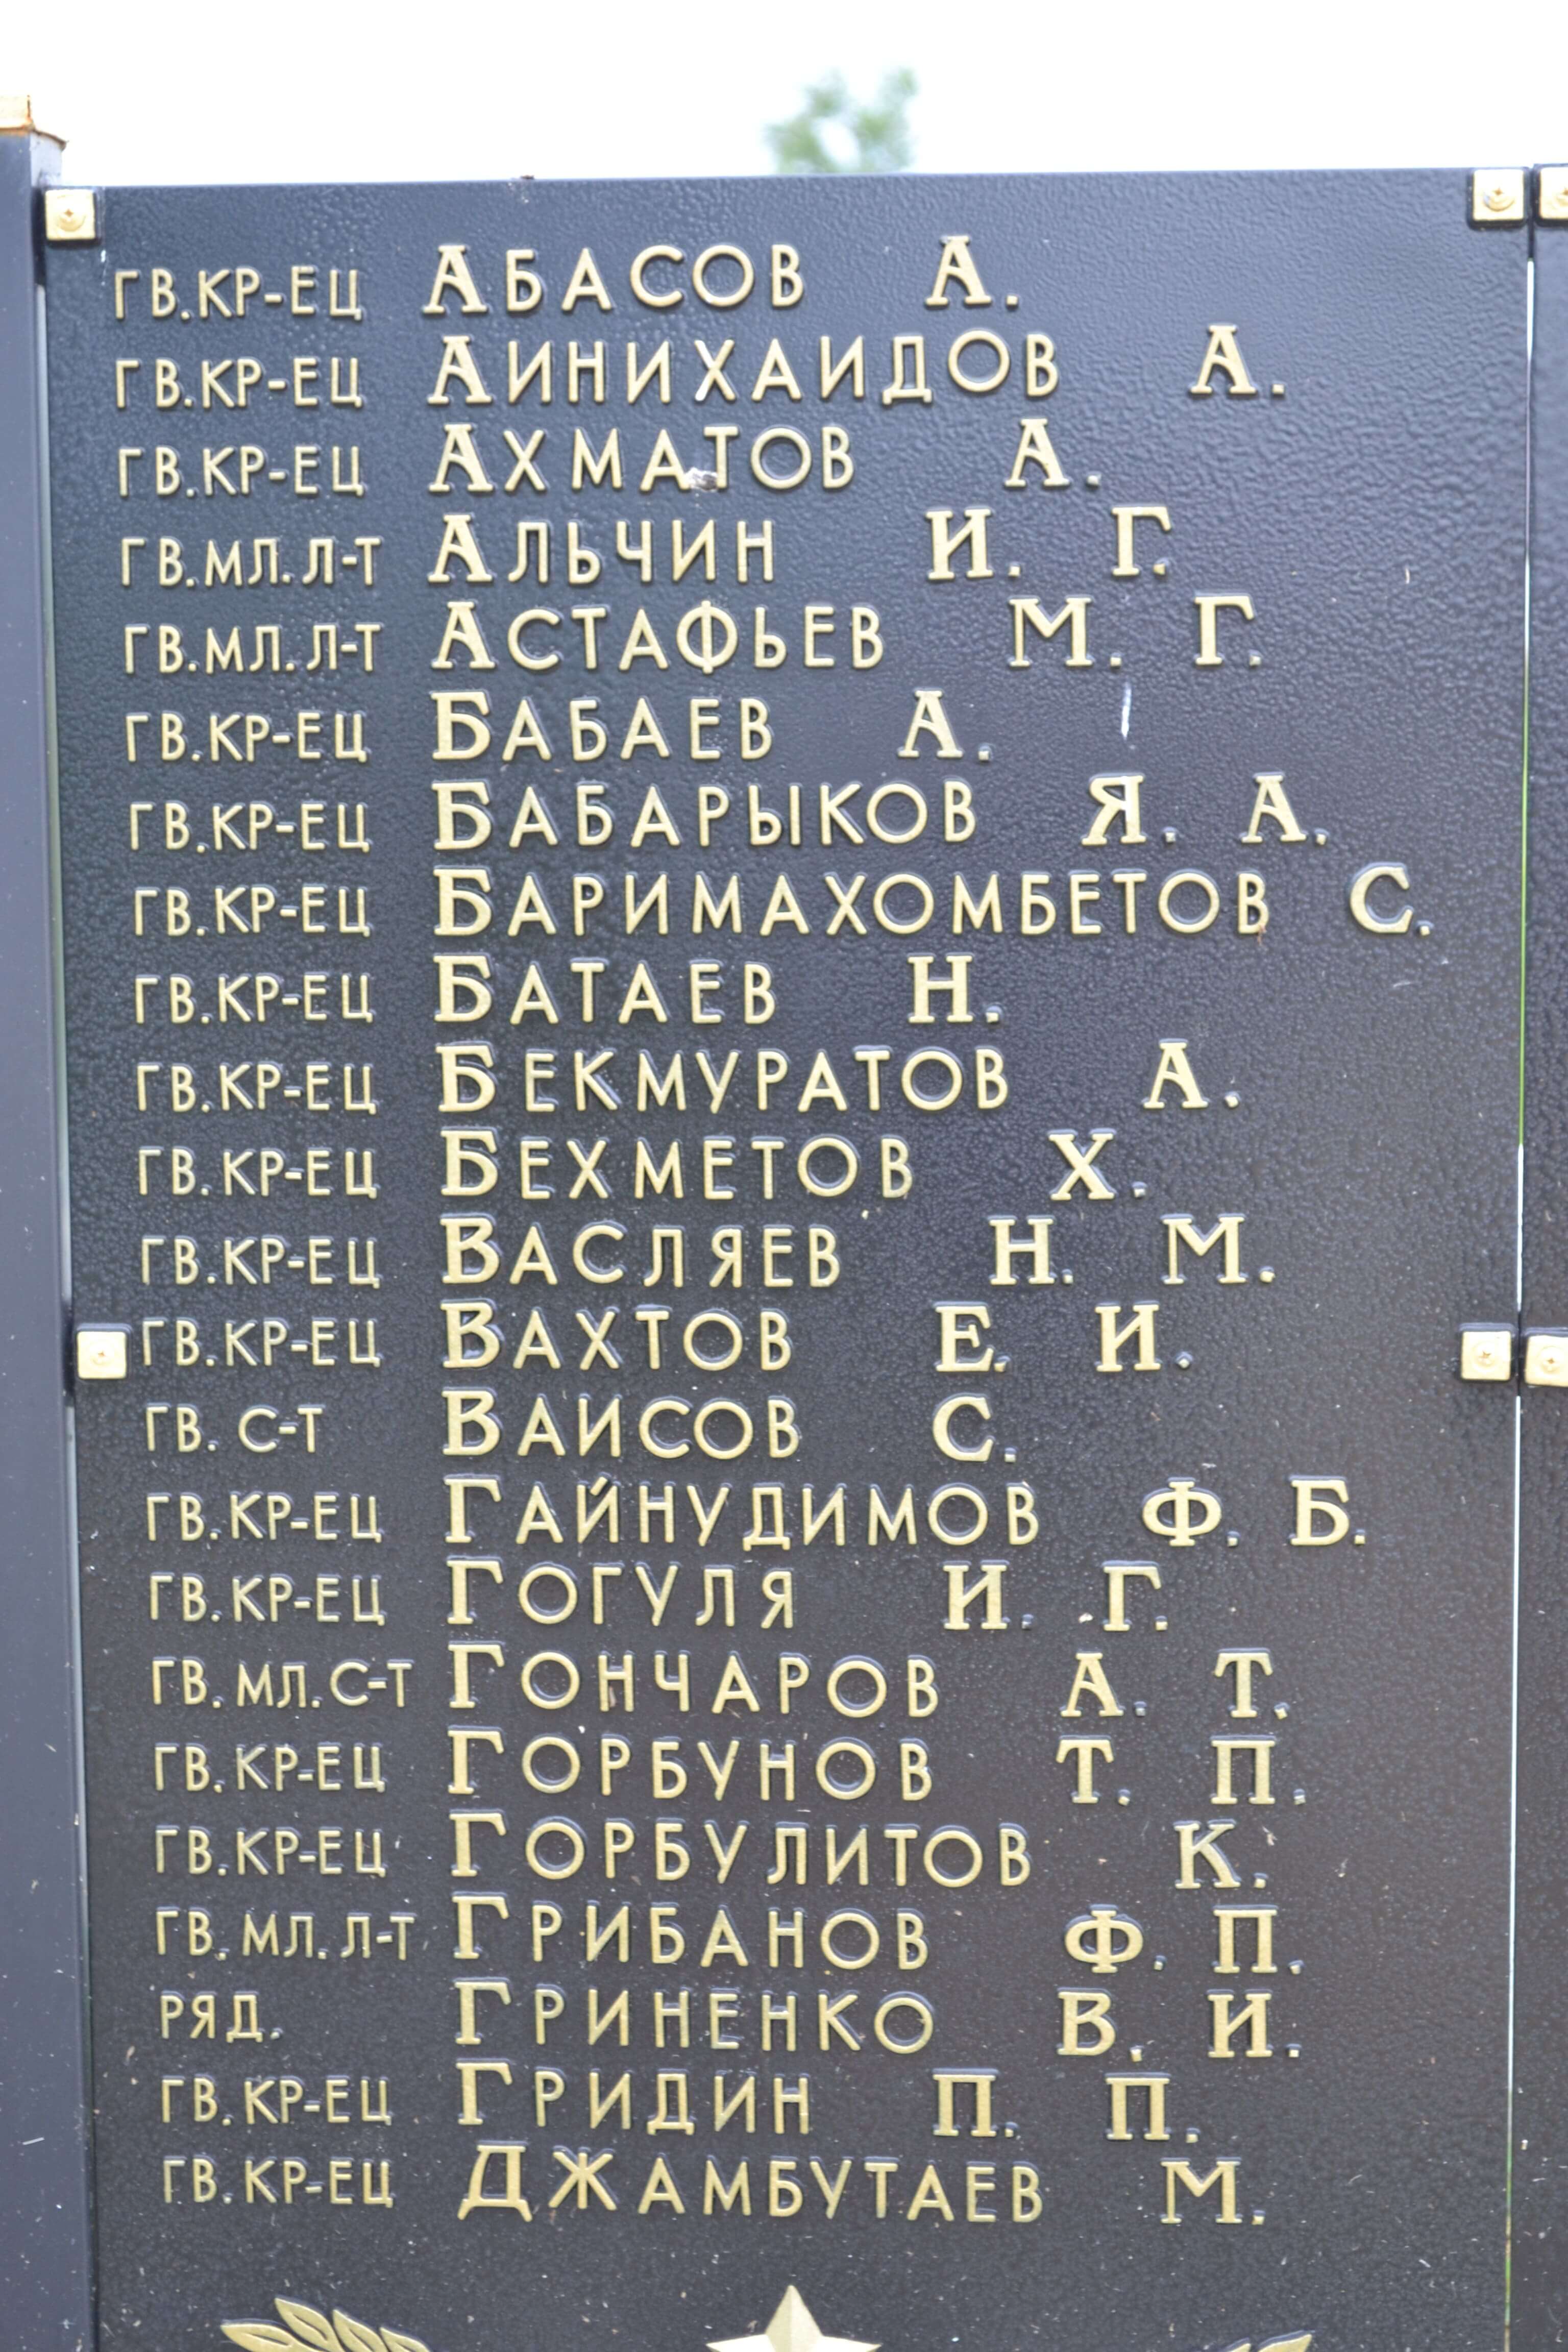 ГВ.КР-ЕЦ АБАСОВ А.
ГВ.КР-ЕЦ АИНИХАИДОВ А.
ГВ.КР-ЕЦ АХМАТОВ А.
ГВ.МЛ.Л-Т АЛЬЧИН И. Г.
ГВ.МЛ.Л-Т АСТАФЬЕВ М. Г.
ГВ.КР-ЕЦ БАБАЕВ А.
ГВ.КР-ЕЦ БАБАРЫКОВ Я. А.
ГВ.КР-ЕЦ БАРИМАХОМБЕТОВ С.
ГВ.КР-ЕЦ БАТАЕВ Н.
ГВ.КР-ЕЦ БЕКМУРАТОВ А.
ГВ.КР-ЕЦ БЕХМЕТОВ Х.
ГВ.КР-ЕЦ ВАСЛЯЕВ Н. М.
ГВ.КР-ЕЦ ВАХТОВ Е. И.
ГВ. С-Т ВАИСОВ С.
ГВ.КР-ЕЦ ГАЙНУДИМОВ Ф. Б.
ГВ.КР-ЕЦ ГОГУЛЯ И. Г.
ГВ.МЛ.С-Т ГОНЧАРОВ А. Т.
ГВ.КР-ЕЦ ГОРБУНОВ Т. П.
ГВ.КР-ЕЦ ГОРБУЛИТОВ К.
ГВ.МЛ.Л-Т ГРИБАНОВ Ф. П.
РЯД. ГРИНЕНКО В. И.
ГВ.КР-ЕЦ ГРИДИН П. П.
ГВ.КР-ЕЦ ДЖАМБУТАЕВ М.